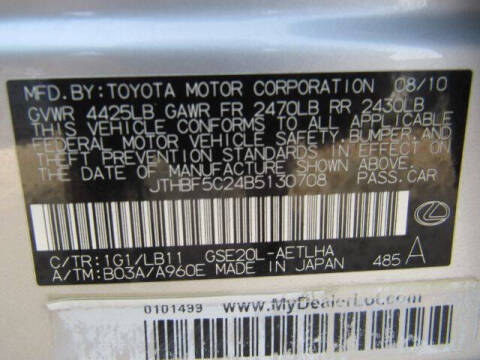 MFD.BY:TOYOTA MOTOR CORPORATION 08/10
GVWR 4425LB GAWR FR 2470LB RR 2430LB
THIS VEHICLE CONFORMS TO ALL APPLICABLE
FEDERAL MOTOR VEHICLE SAFETY,BUMPER AND
THEFT PREVENTION STANDARDS IN EFFECT ON
THE DATE OF MANUFACTURE SHOWN ABOVE.
JTHBF5C24B5130708 PASS.CAR
C/TR:1G1/LB11 GSE20L-AETLHA
A/TM:B03A/A960E MADE IN JAPAN 485 A
0101499 www.MyDealerLot.com